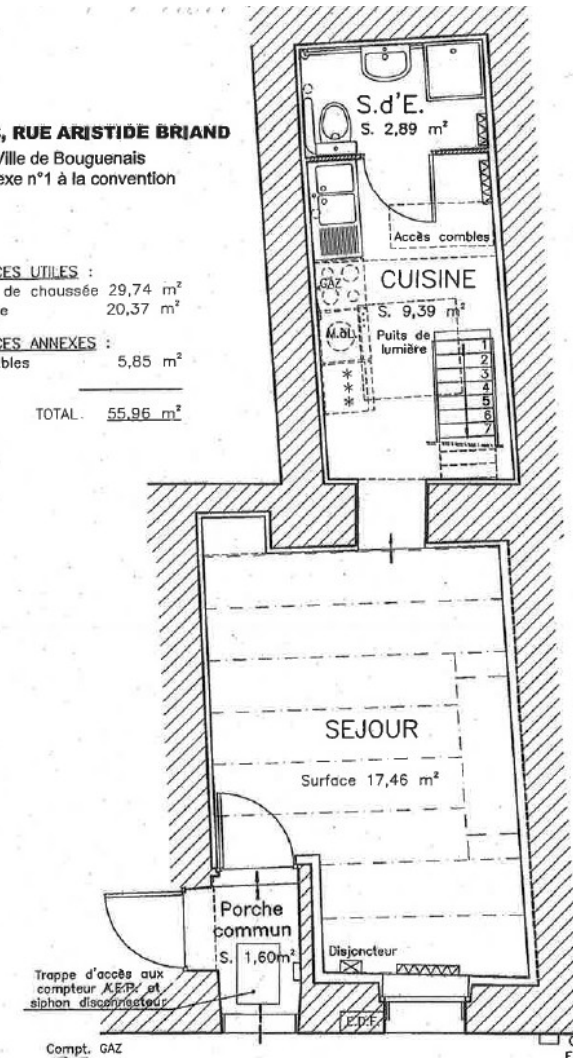 , RUE ARISTIDE BRIAND
Ville de Bouguenais
exe n°1 à la convention
CES UTILES :
de chaussée 29,74 m²
e 20,37 m²
CES ANNEXES :
bles 5,85 m²
TOTAL 55,96 m²
S.d'E.
S. 2,89 m²
Accès combles
GAZ
CUISINE
S. 9,39 m²
M.àL.
Puits de
lumière
1
2
3
4
5
6
7
SEJOUR
Surface 17,46 m²
Porche
commun
S. 1,60m²
Disjoncteur
Trappe d'accès aux
compteur A.E.P. et
siphon disconnecteur
E.D.F.
Compt. GAZ